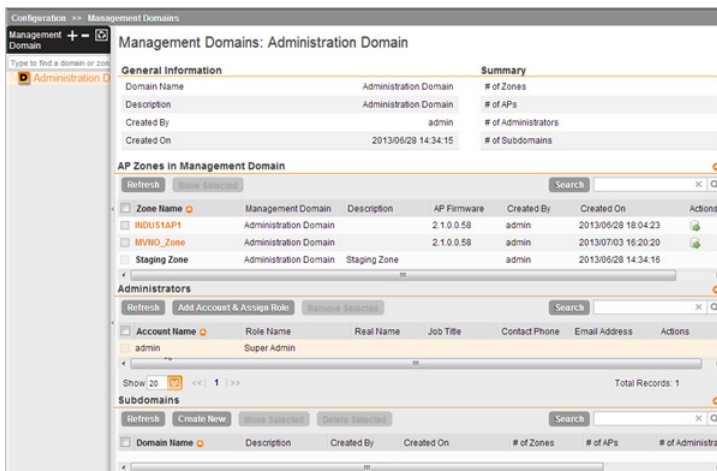 Configuration >> Management Domains
Management Domain
Type to find a domain or zon
D Administration D
Management Domains: Administration Domain
General Information
Summary
Domain Name Administration Domain # of Zones
Description Administration Domain # of APs
Created By admin # of Administrators
Created On 2013/06/28 14:34:15 # of Subdomains
AP Zones in Management Domain
Refresh Move Selected Search
Zone Name Management Domain Description AP Firmware Created By Created On Actions
INDUS1AP1 Administration Domain 2.1.0.0.58 admin 2013/06/28 18:04:23
MVNO_Zone Administration Domain 2.1.0.0.58 admin 2013/07/03 16:20:20
Staging Zone Administration Domain Staging Zone admin 2013/06/28 14:34:16
Administrators
Refresh Add Account & Assign Role Remove Selected Search
Account Name Role Name Real Name Job Title Contact Phone Email Address Actions
admin Super Admin
Show 20 << | 1 | >> Total Records: 1
Subdomains
Refresh Create New Move Selected Delete Selected Search
Domain Name Description Created By Created On # of Zones # of APs # of Administra